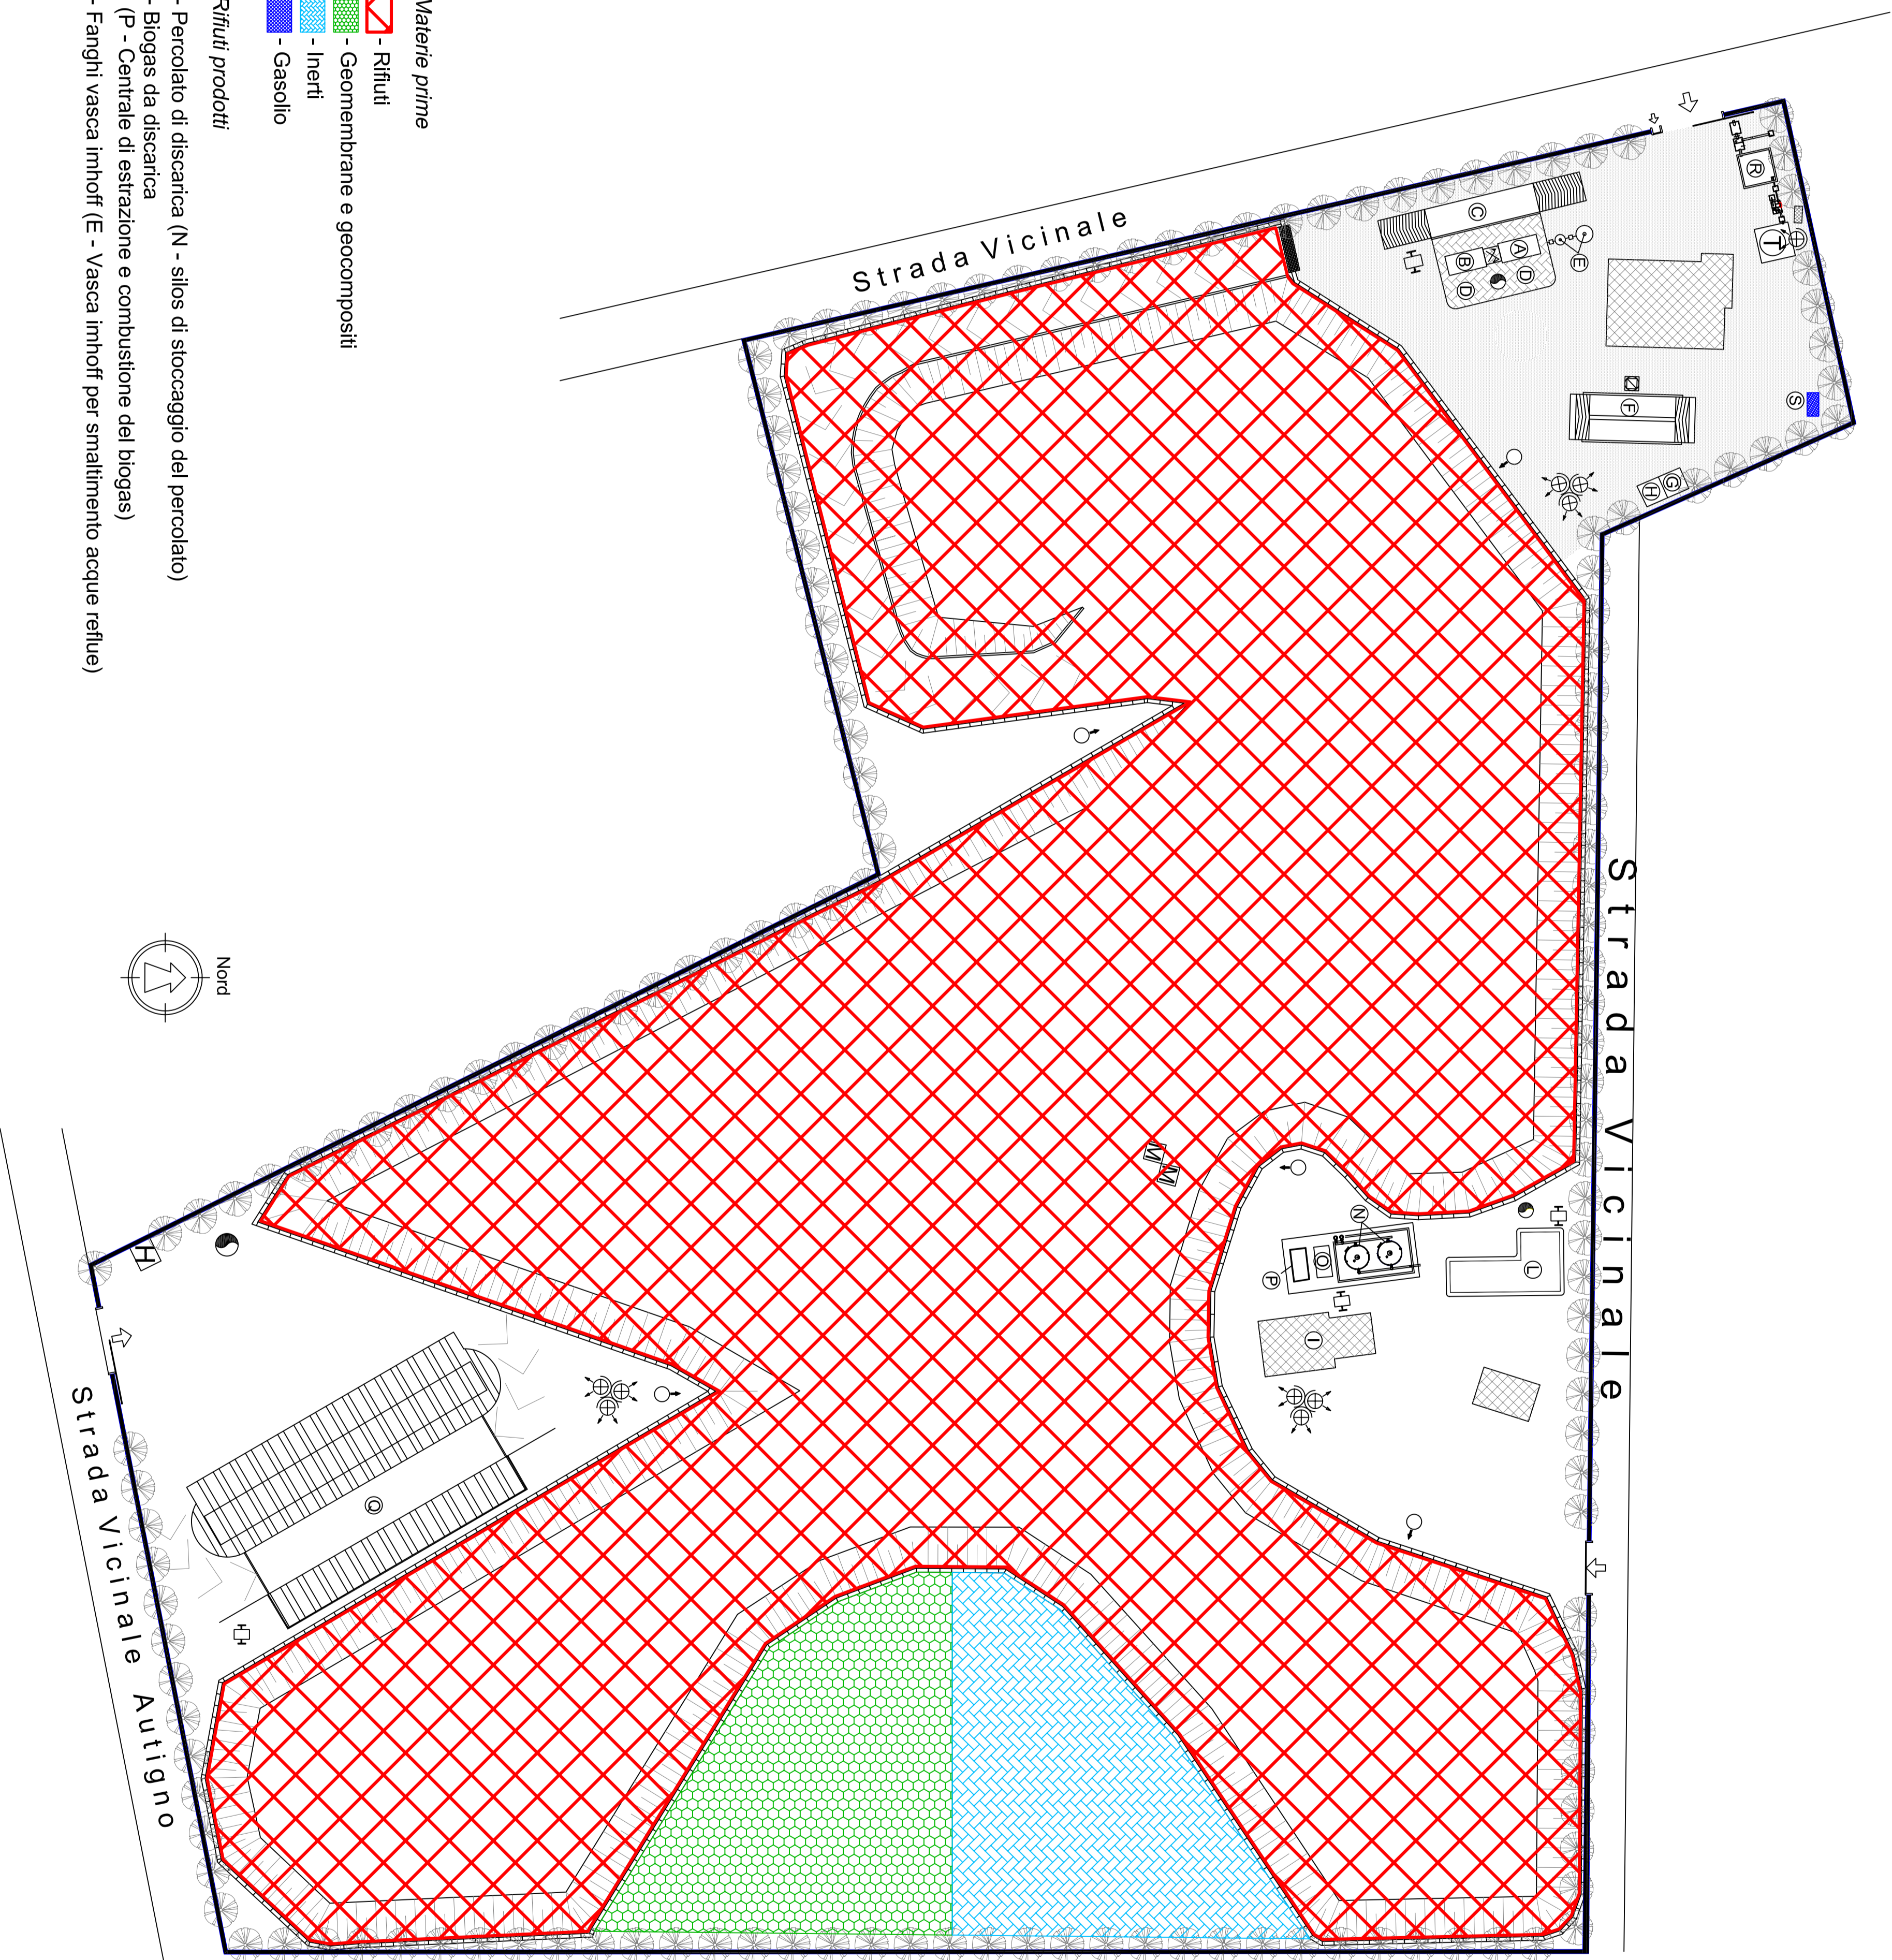 Materie prime
- Rifiuti
- Geomembrane e geocompositi
- Inerti
- Gasolio
Rifiuti prodotti
- Percolato di discarica (N - silos di stoccaggio del percolato)
- Biogas da discarica
(P - Centrale di estrazione e combustione del biogas)
- Fanghi vasca imhoff (E - Vasca imhoff per smaltimento acque reflue)
Strada Vicinale
Strada Vicinale
Strada Vicinale Autigno
Nord
R
T
C
A
B
D
D
E
F
S
G
H
M
M
N
O
P
L
I
H
Q